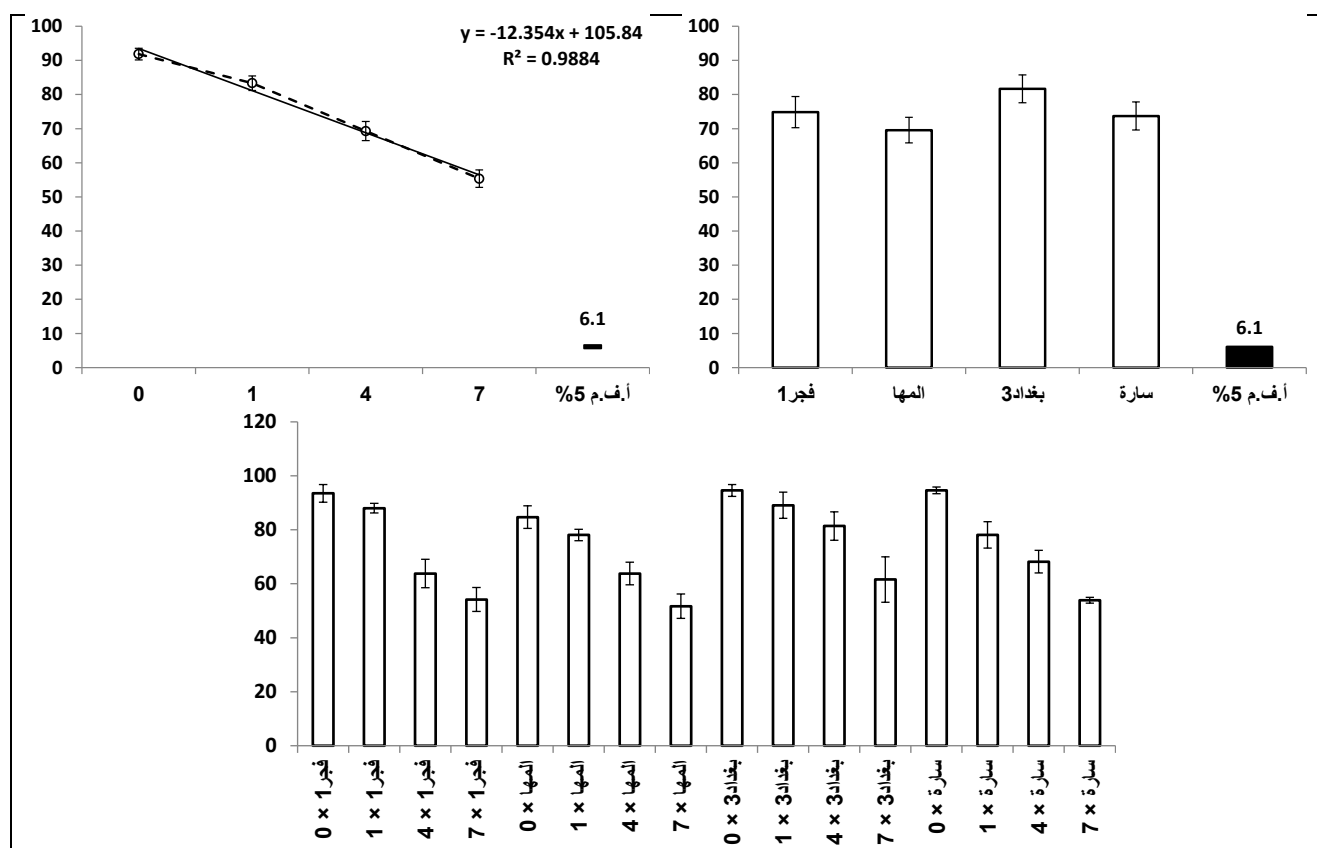 y = -12.354x + 105.84
R² = 0.9884
100
90
80
70
60
50
40
30
20
10
0
6.1
0 1 4 7 أ.ف.م 5%
100
90
80
70
60
50
40
30
20
10
0
6.1
فجر1 المها بغداد3 سارة أ.ف.م 5%
120
100
80
60
40
20
0
فجر1 × 0
فجر1 × 1
فجر1 × 4
فجر1 × 7
المها × 0
المها × 1
المها × 4
المها × 7
بغداد3 × 0
بغداد3 × 1
بغداد3 × 4
بغداد3 × 7
سارة × 0
سارة × 1
سارة × 4
سارة × 7